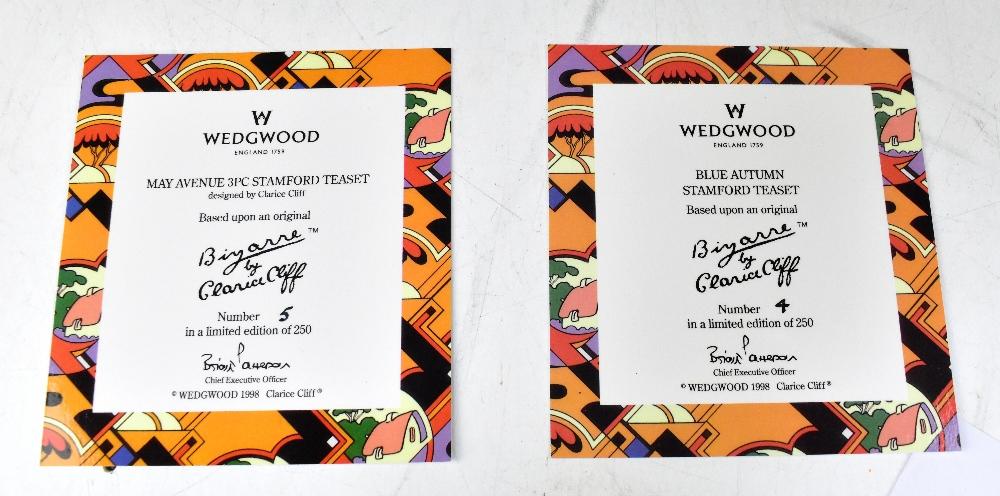 WEDGWOOD
ENGLAND 1759
MAY AVENUE 3PC STAMFORD TEASET
designed by Clarice Cliff
Based upon an original
Bizarre™
by
Clarice Cliff
Number 5
in a limited edition of 250
Chief Executive Officer
© WEDGWOOD 1998 Clarice Cliff®
WEDGWOOD
ENGLAND 1759
BLUE AUTUMN
STAMFORD TEASET
Based upon an original
Bizarre™
by
Clarice Cliff
Number 4
in a limited edition of 250
Chief Executive Officer
© WEDGWOOD 1998 Clarice Cliff®